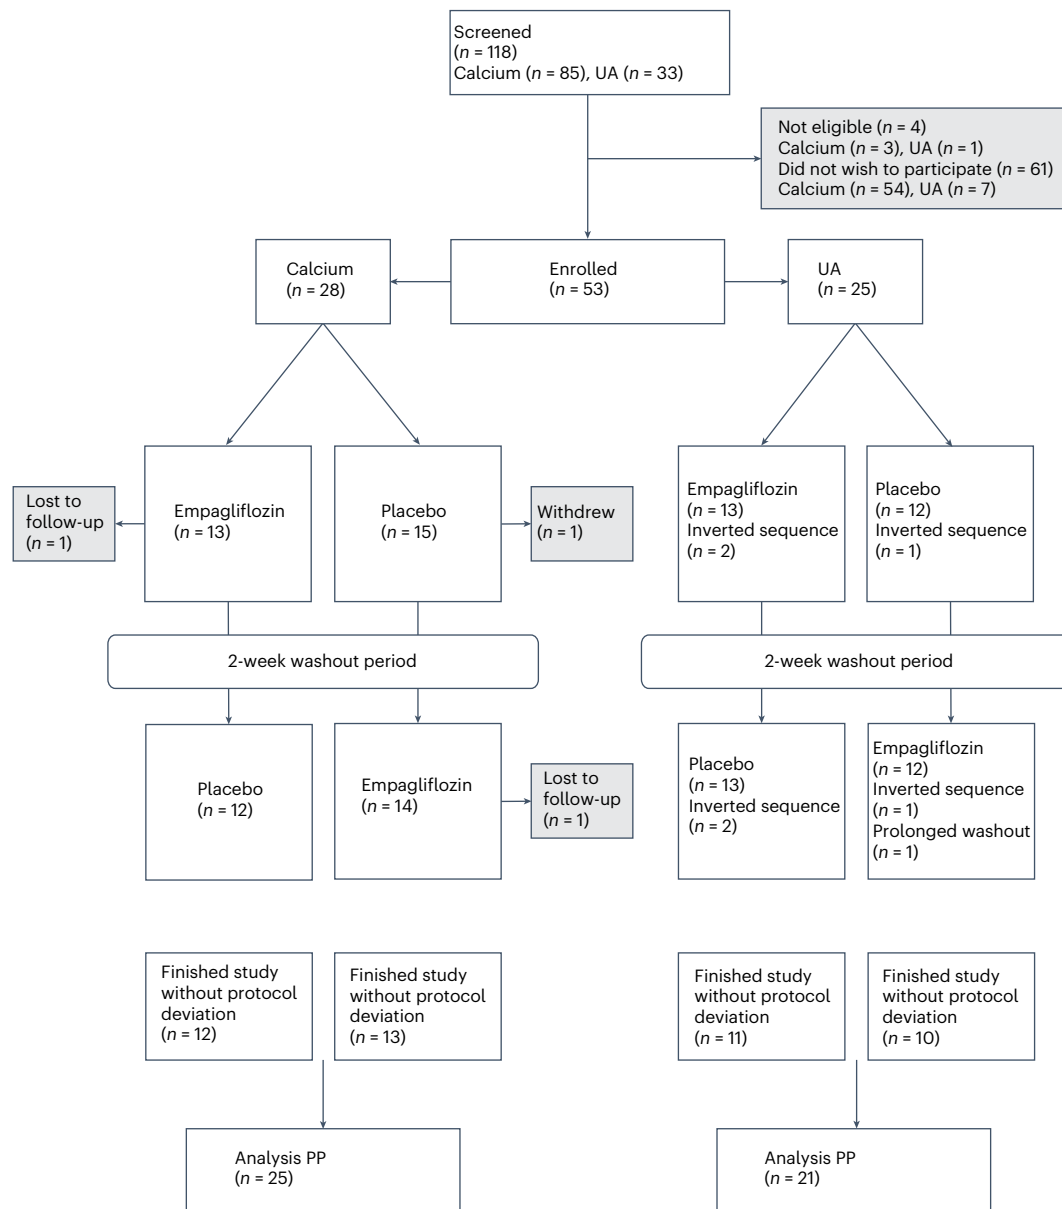 Screened
(n = 118)
Calcium (n = 85), UA (n = 33)
Not eligible (n = 4)
Calcium (n = 3), UA (n = 1)
Did not wish to participate (n = 61)
Calcium (n = 54), UA (n = 7)
Calcium
(n = 28)
Enrolled
(n = 53)
UA
(n = 25)
Lost to
follow-up
(n = 1)
Empagliflozin
(n = 13)
Placebo
(n = 15)
Withdrew
(n = 1)
Empagliflozin
(n = 13)
Inverted sequence
(n = 2)
Placebo
(n = 12)
Inverted sequence
(n = 1)
2-week washout period
2-week washout period
Placebo
(n = 12)
Empagliflozin
(n = 14)
Lost to
follow-up
(n = 1)
Placebo
(n = 13)
Inverted sequence
(n = 2)
Empagliflozin
(n = 12)
Inverted sequence
(n = 1)
Prolonged washout
(n = 1)
Finished study
without protocol
deviation
(n = 12)
Finished study
without protocol
deviation
(n = 13)
Finished study
without protocol
deviation
(n = 11)
Finished study
without protocol
deviation
(n = 10)
Analysis PP
(n = 25)
Analysis PP
(n = 21)